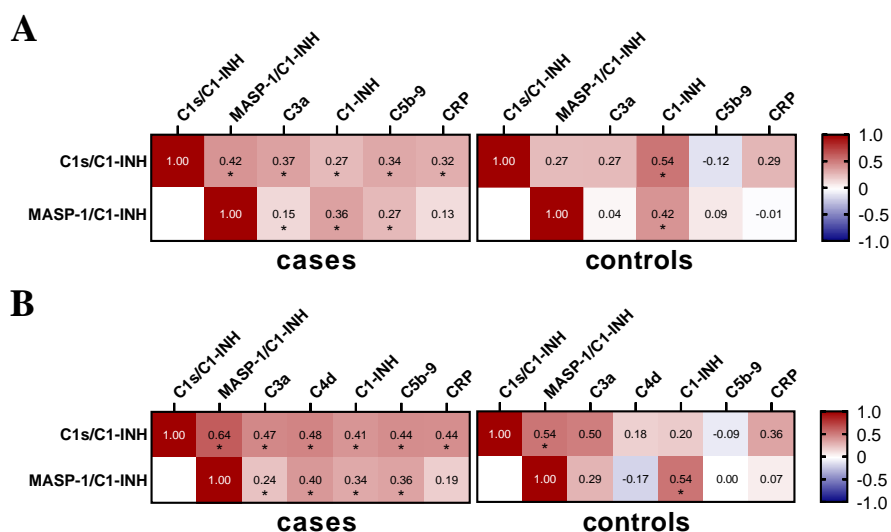 A
C1s/C1-INH MASP-1/C1-INH C3a C1-INH C5b-9 CRP C1s/C1-INH MASP-1/C1-INH C3a C1-INH C5b-9 CRP
C1s/C1-INH 1.00 0.42 * 0.37 * 0.27 * 0.34 * 0.32 * 1.00 0.27 0.27 0.54 * -0.12 0.29
MASP-1/C1-INH 1.00 0.15 * 0.36 * 0.27 * 0.13 1.00 0.04 0.42 * 0.09 -0.01
cases controls
1.0
0.5
0
-0.5
-1.0
B
C1s/C1-INH MASP-1/C1-INH C3a C4d C1-INH C5b-9 CRP C1s/C1-INH MASP-1/C1-INH C3a C4d C1-INH C5b-9 CRP
C1s/C1-INH 1.00 0.64 * 0.47 * 0.48 * 0.41 * 0.44 * 0.44 * 1.00 0.54 * 0.50 0.18 0.20 -0.09 0.36
MASP-1/C1-INH 1.00 0.24 * 0.40 * 0.34 * 0.36 * 0.19 1.00 0.29 -0.17 0.54 * 0.00 0.07
cases controls
1.0
0.5
0
-0.5
-1.0